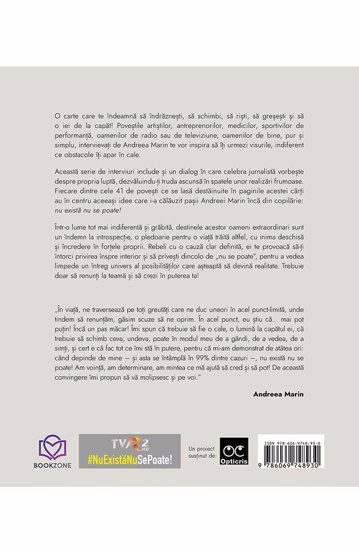 O carte care te îndeamnă să îndrăznești, să schimbi, să riști, să greșești și să
o iei de la capăt! Poveștile artiștilor, antreprenorilor, medicilor, sportivilor de
performanță, oamenilor de radio sau de televiziune, oamenilor de bine, pur și
simplu, intervievați de Andreea Marin te vor inspira să îți urmezi visurile, indiferent
ce obstacole îți apar în cale.
Această serie de interviuri include și un dialog în care celebra jurnalistă vorbește
despre propria luptă, dezvăluindu-ți truda ascunsă în spatele unor realizări frumoase.
Fiecare dintre cele 41 de povești ce se lasă destăinuite în paginile acestei cărți
au în centru aceeași idee care i-a călăuzit pașii Andreei Marin încă din copilărie:
nu există nu se poate!
Într-o lume tot mai indiferentă și grăbită, destinele acestor oameni extraordinari sunt
un îndemn la introspecție, o pledoarie pentru o viață trăită altfel, cu inima deschisă
și încredere în forțele proprii. Rebeli cu o cauză clar definită, ei te provoacă să-ți
întorci privirea înspre interior și să privești dincolo de „nu se poate”, pentru a vedea
limpede un întreg univers al posibilităților care așteaptă să devină realitate. Trebuie
doar să renunți la teamă și să crezi în puterea ta!
„În viață, ne traversează pe toți greutăți care ne duc uneori în acel punct-limită, unde
tindem să renunțăm, găsim scuze să ne oprim. În acel punct, eu știu că... mai pot
puțin! Încă un pas măcar! Îmi spun că trebuie să fie o cale, o lumină la capătul ei, că
trebuie să schimb ceva, undeva, poate în modul meu de a gândi, de a vedea, de a
simți, și cert e că fac tot ce îmi stă în putere, pentru că mi-am demonstrat de atâtea ori:
când depinde de mine – și asta se întâmplă în 99% dintre cazuri –, nu există nu se
poate! Am voință, am determinare, am mintea ce mă ajută să cred și să pot! De această
convingere îmi propun să vă molipsesc și pe voi.”
Andreea Marin
BOOKZONE
TVR2
#NuExistăNuSePoate!
Un proiect
susținut de:
OC
Opticris
ISBN 978-606-9748-93-0
9 786069 748930